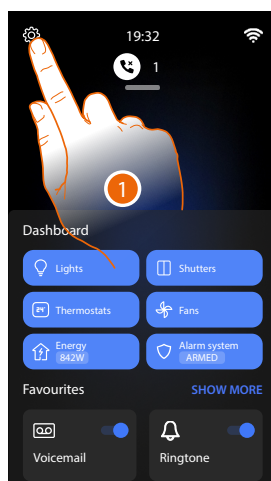 19:32
1
1
Dashboard
Lights
Shutters
24°
Thermostats
Fans
Energy
842W
Alarm system
ARMED
Favourites
SHOW MORE
Voicemail
Ringtone